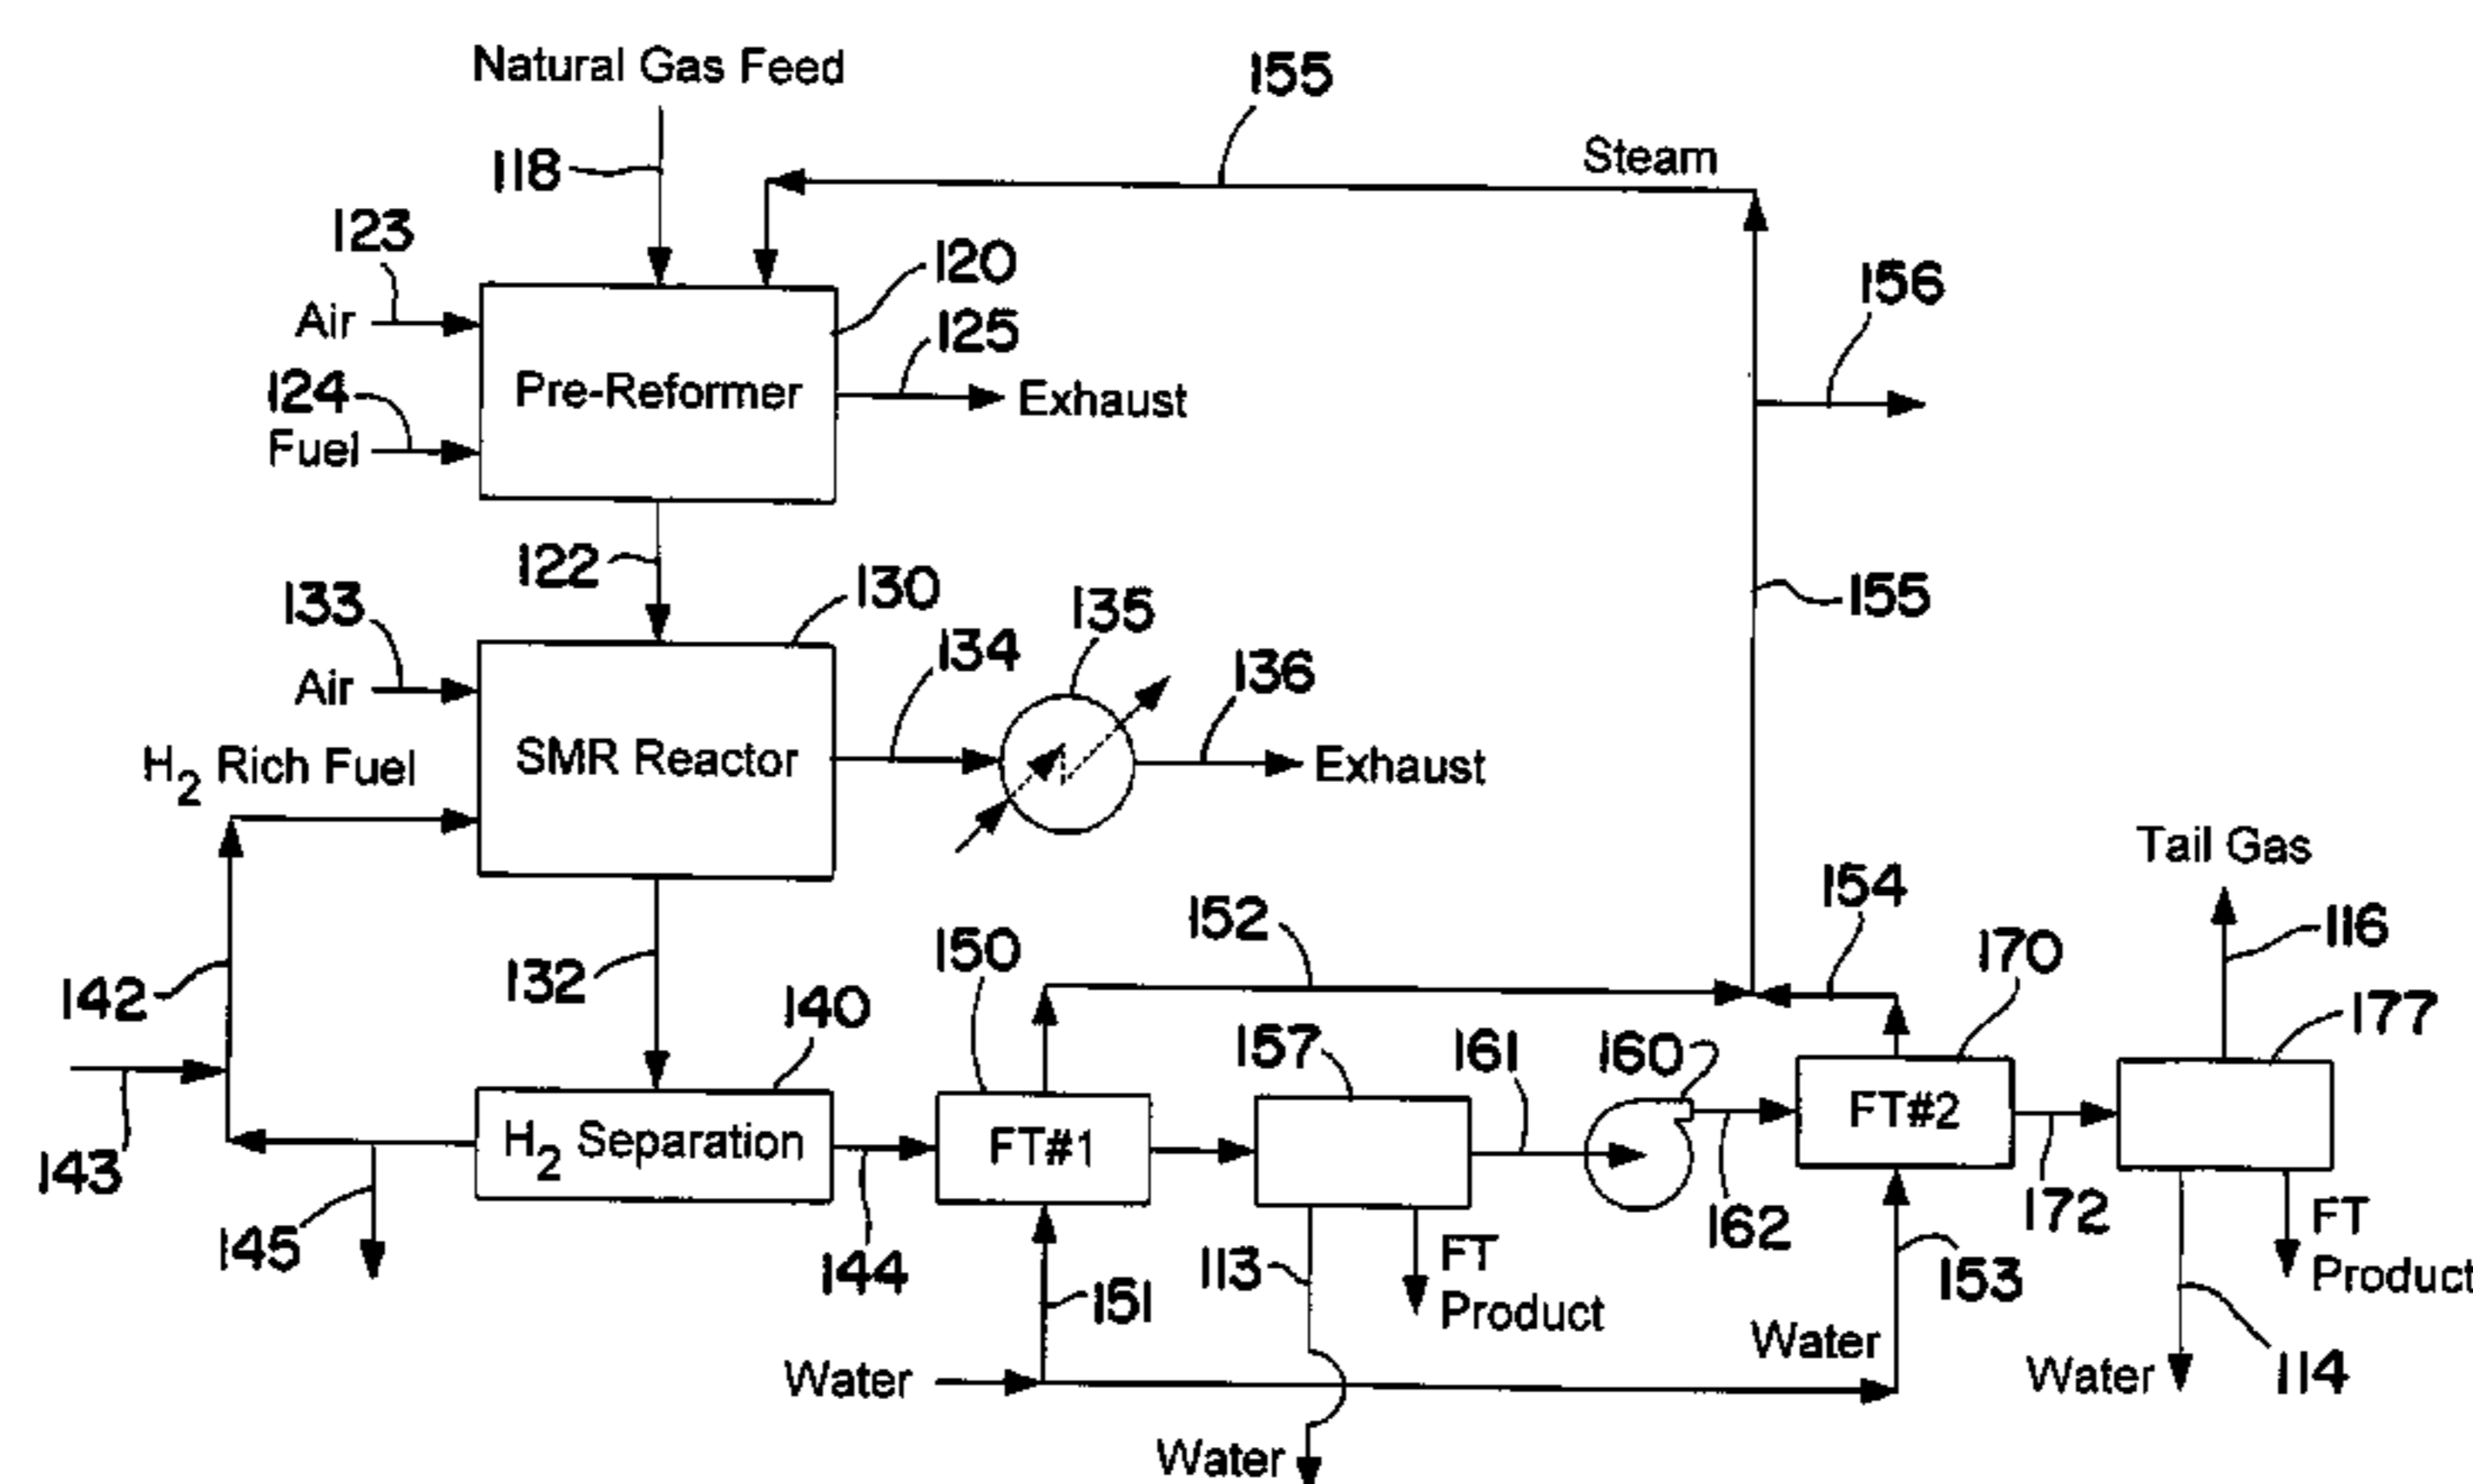 Natural Gas Feed
155
Steam
118
123
120
156
Air
125
124
Pre-Reformer
Exhaust
Fuel
122
130
155
133
135
134
136
Air
SMR Reactor
Exhaust
H2 Rich Fuel
Tail Gas
154
152
116
150
170
132
142
140
177
157
161
160
H2 Separation
FT#1
FT#2
143
145
144
113
FT
Product
162
172
FT
Product
151
153
Water
Water
Water
114
Water